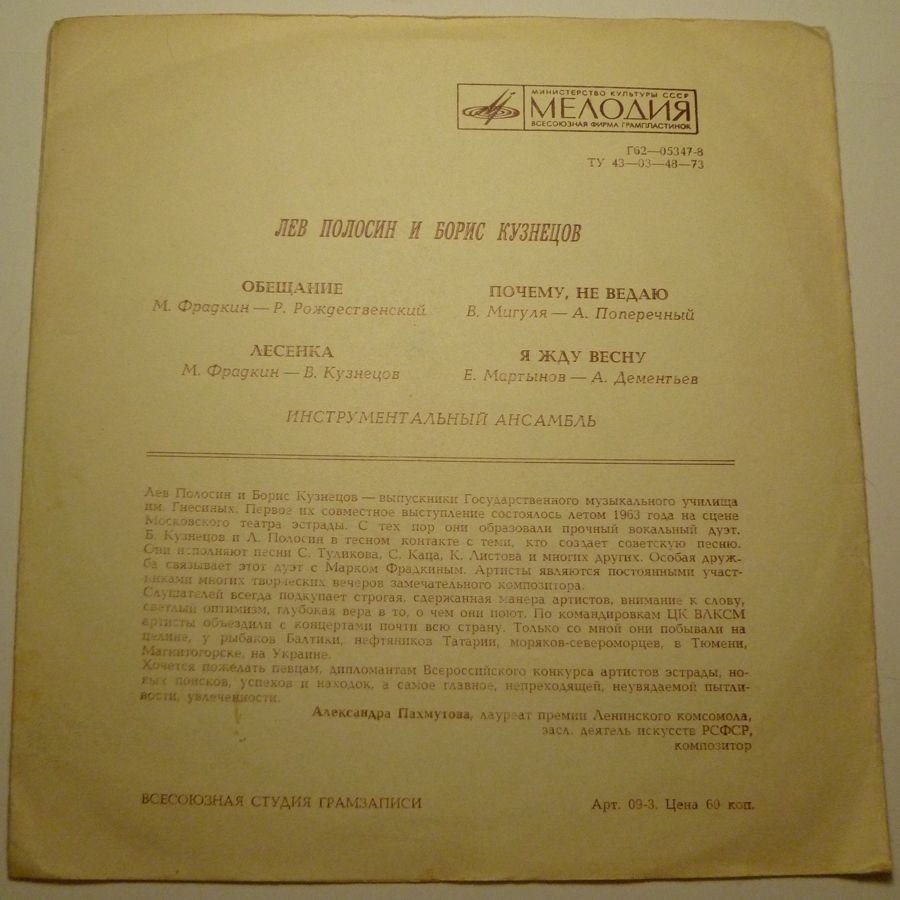 МИНИСТЕРСТВО КУЛЬТУРЫ СССР
МЕЛОДИЯ
ВСЕСОЮЗНАЯ ФИРМА ГРАМПЛАСТИНОК
Г62—05347-8
ТУ 43—03—48—73
ЛЕВ ПОЛОСИН И БОРИС КУЗНЕЦОВ
ОБЕЩАНИЕ
М. Фрадкин — Р. Рождественский
ЛЕСЕНКА
М. Фрадкин — В. Кузнецов
ПОЧЕМУ, НЕ ВЕДАЮ
В. Мигуля — А. Поперечный
Я ЖДУ ВЕСНУ
Е. Мартынов — А. Дементьев
ИНСТРУМЕНТАЛЬНЫЙ АНСАМБЛЬ
Лев Полосин и Борис Кузнецов — выпускники Государственного музыкального училища
им. Гнесиных. Первое их совместное выступление состоялось летом 1963 года на сцене
Московского театра эстрады. С тех пор они образовали прочный вокальный дуэт.
Б. Кузнецов и Л. Полосин в тесном контакте с теми, кто создает советскую песню.
Они исполняют песни С. Туликова, С. Каца, К. Листова и многих других. Особая друж-
ба связывает этот дуэт с Марком Фрадкиным. Артисты являются постоянными участ-
никами многих творческих вечеров замечательного композитора.
Слушателей всегда подкупает строгая, сдержанная манера артистов, внимание к слову,
светлый оптимизм, глубокая вера в то, о чем они поют. По командировкам ЦК ВЛКСМ
артисты объездили с концертами почти всю страну. Только со мной они побывали на
целине, у рыбаков Балтики, нефтяников Татарии, моряков-североморцев, в Тюмени,
Магнитогорске, на Украине.
Хочется пожелать певцам, дипломантам Всероссийского конкурса артистов эстрады, но-
вых поисков, успехов и находок, а самое главное, непреходящей, неувядаемой пытли-
вости, увлеченности.
Александра Пахмутова, лауреат премии Ленинского комсомола,
засл. деятель искусств РСФСР,
композитор
ВСЕСОЮЗНАЯ СТУДИЯ ГРАМЗАПИСИ
Арт. 09-3. Цена 60 коп.